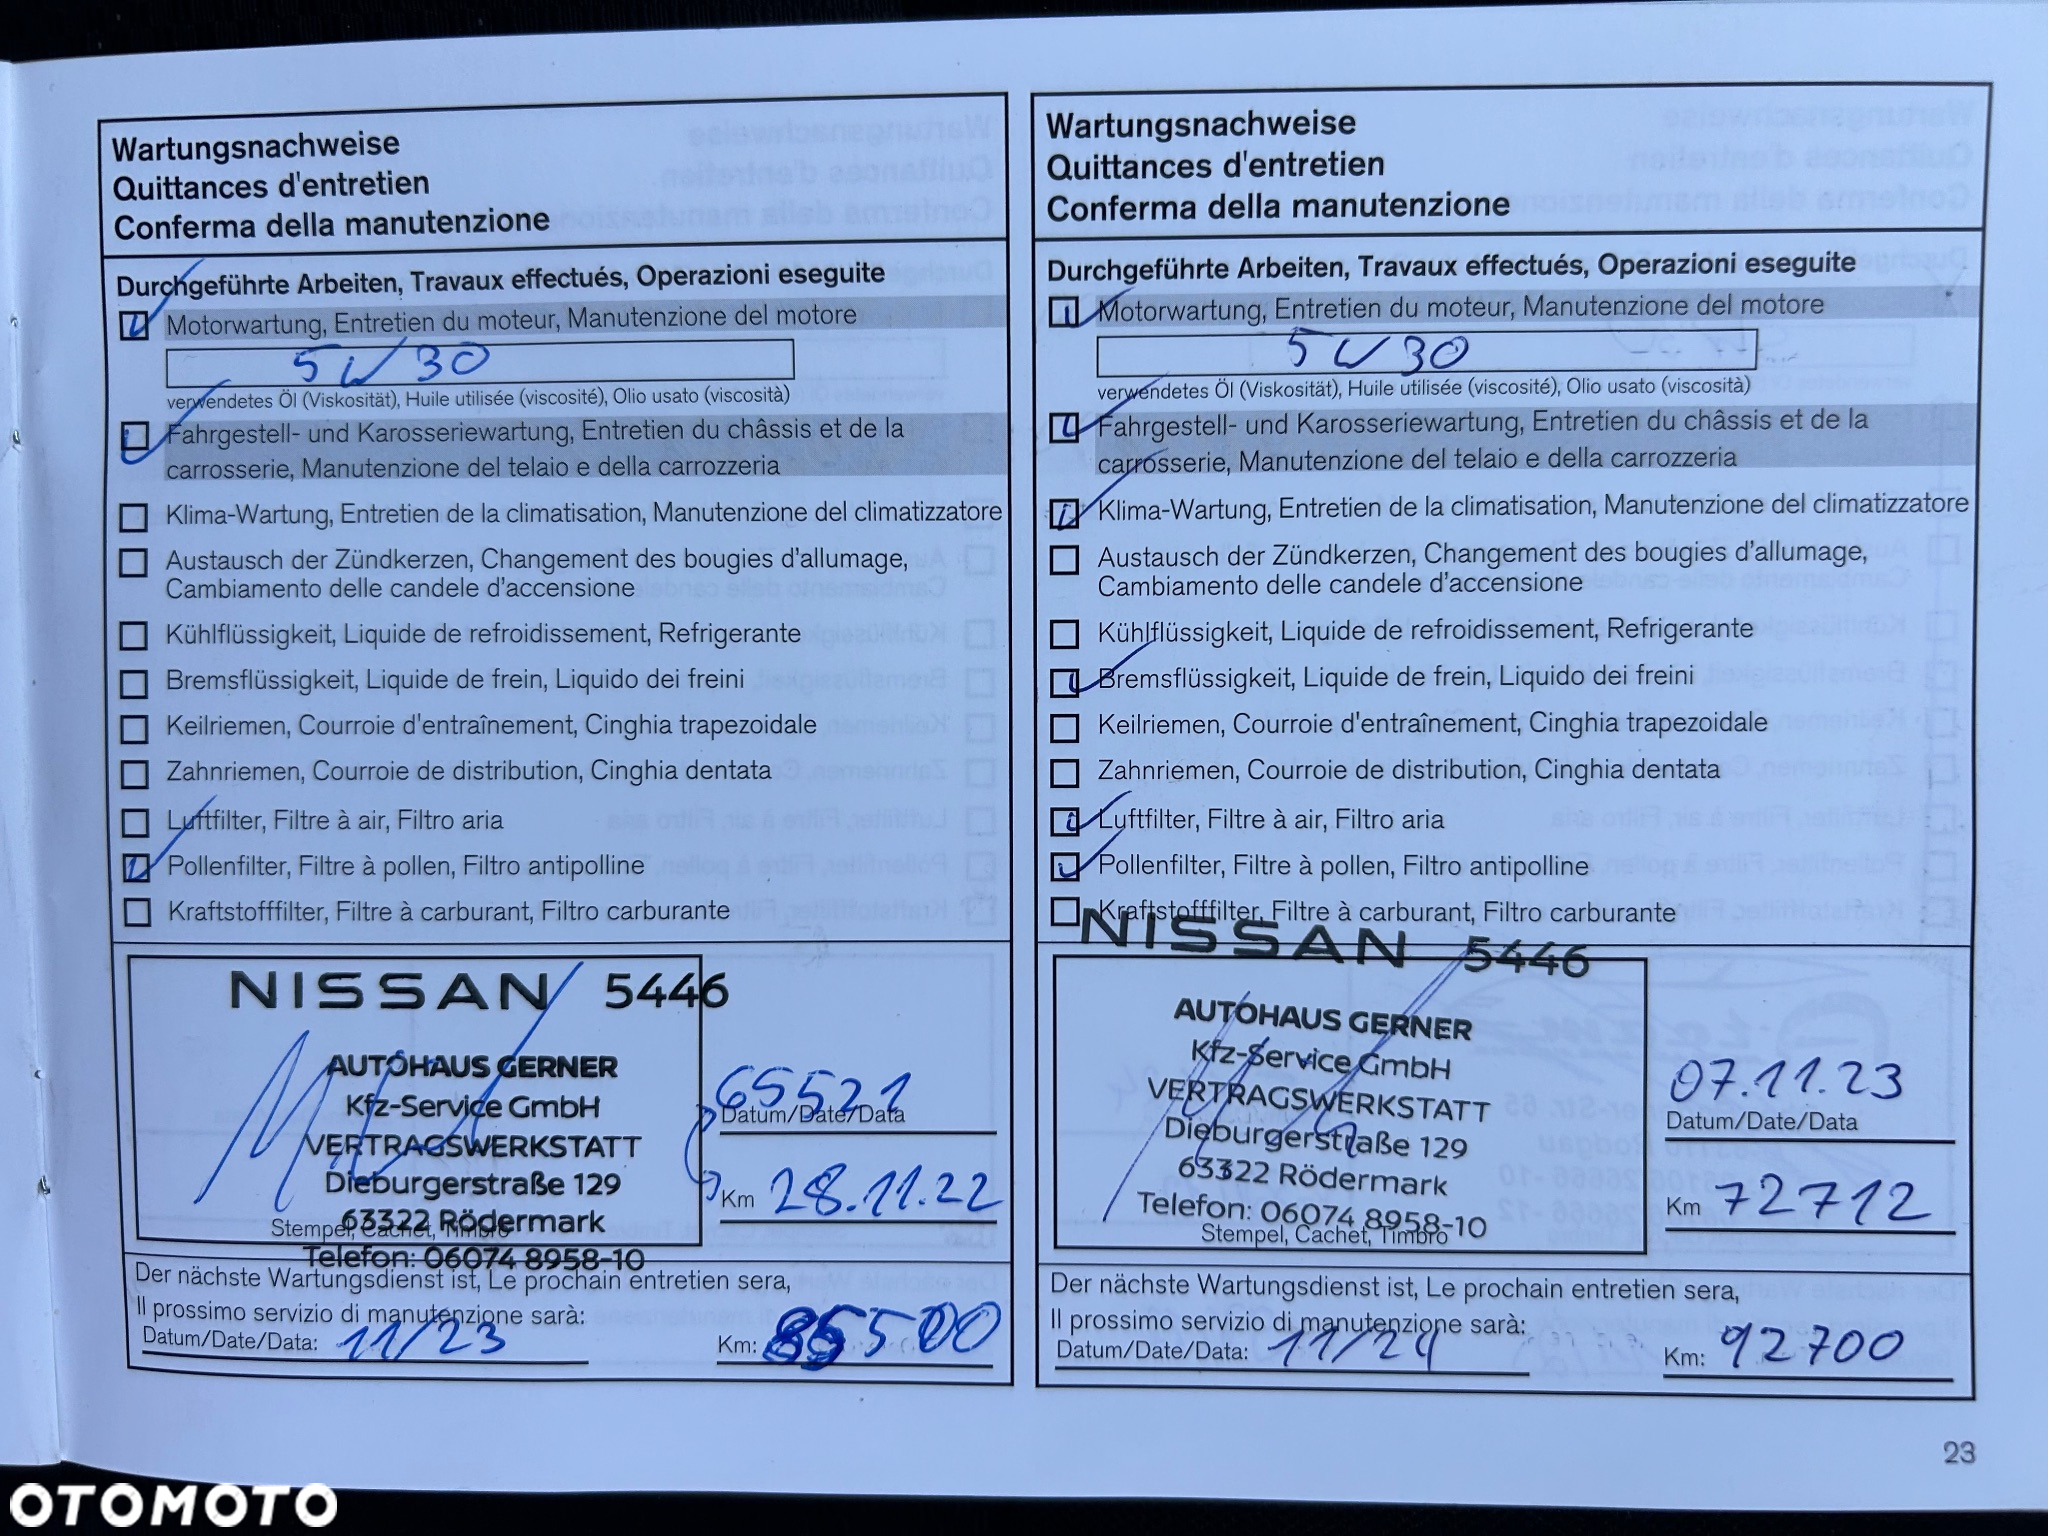 Wartungsnachweise
Quittances d'entretien
Conferma della manutenzione
Durchgeführte Arbeiten, Travaux effectués, Operazioni eseguite
Motorwartung, Entretien du moteur, Manutenzione del motore
5W30
verwendetes Öl (Viskosität), Huile utilisée (viscosité), Olio usato (viscosità)
Fahrgestell- und Karosseriewartung, Entretien du châssis et de la
carrosserie, Manutenzione del telaio e della carrozzeria
Klima-Wartung, Entretien de la climatisation, Manutenzione del climatizzatore
Austausch der Zündkerzen, Changement des bougies d'allumage,
Cambiamento delle candele d'accensione
Kühlflüssigkeit, Liquide de refroidissement, Refrigerante
Bremsflüssigkeit, Liquide de frein, Liquido dei freini
Keilriemen, Courroie d'entraînement, Cinghia trapezoidale
Zahnriemen, Courroie de distribution, Cinghia dentata
Luftfilter, Filtre à air, Filtro aria
Pollenfilter, Filtre à pollen, Filtro antipolline
Kraftstofffilter, Filtre à carburant, Filtro carburante
NISSAN 5446
AUTOHAUS GERNER
Kfz-Service GmbH
VERTRAGSWERKSTATT
Dieburgerstraße 129
63322 Rödermark
Stempel, Cachet, Timbro
Telefon: 06074 8958-10
65521
Datum/Date/Data
Km 28.11.22
Der nächste Wartungsdienst ist, Le prochain entretien sera,
Il prossimo servizio di manutenzione sarà:
Datum/Date/Data: 11/23
Km: 85500
Wartungsnachweise
Quittances d'entretien
Conferma della manutenzione
Durchgeführte Arbeiten, Travaux effectués, Operazioni eseguite
Motorwartung, Entretien du moteur, Manutenzione del motore
5W30
verwendetes Öl (Viskosität), Huile utilisée (viscosité), Olio usato (viscosità)
Fahrgestell- und Karosseriewartung, Entretien du châssis et de la
carrosserie, Manutenzione del telaio e della carrozzeria
Klima-Wartung, Entretien de la climatisation, Manutenzione del climatizzatore
Austausch der Zündkerzen, Changement des bougies d'allumage,
Cambiamento delle candele d'accensione
Kühlflüssigkeit, Liquide de refroidissement, Refrigerante
Bremsflüssigkeit, Liquide de frein, Liquido dei freini
Keilriemen, Courroie d'entraînement, Cinghia trapezoidale
Zahnriemen, Courroie de distribution, Cinghia dentata
Luftfilter, Filtre à air, Filtro aria
Pollenfilter, Filtre à pollen, Filtro antipolline
Kraftstofffilter, Filtre à carburant, Filtro carburante
NISSAN 5446
AUTOHAUS GERNER
Kfz-Service GmbH
VERTRAGSWERKSTATT
Dieburgerstraße 129
63322 Rödermark
Telefon: 06074 8958-10
Stempel, Cachet, Timbro
07.11.23
Datum/Date/Data
Km 72712
Der nächste Wartungsdienst ist, Le prochain entretien sera,
Il prossimo servizio di manutenzione sarà:
Datum/Date/Data: 11/24
Km: 92700
23
OTOMOTO